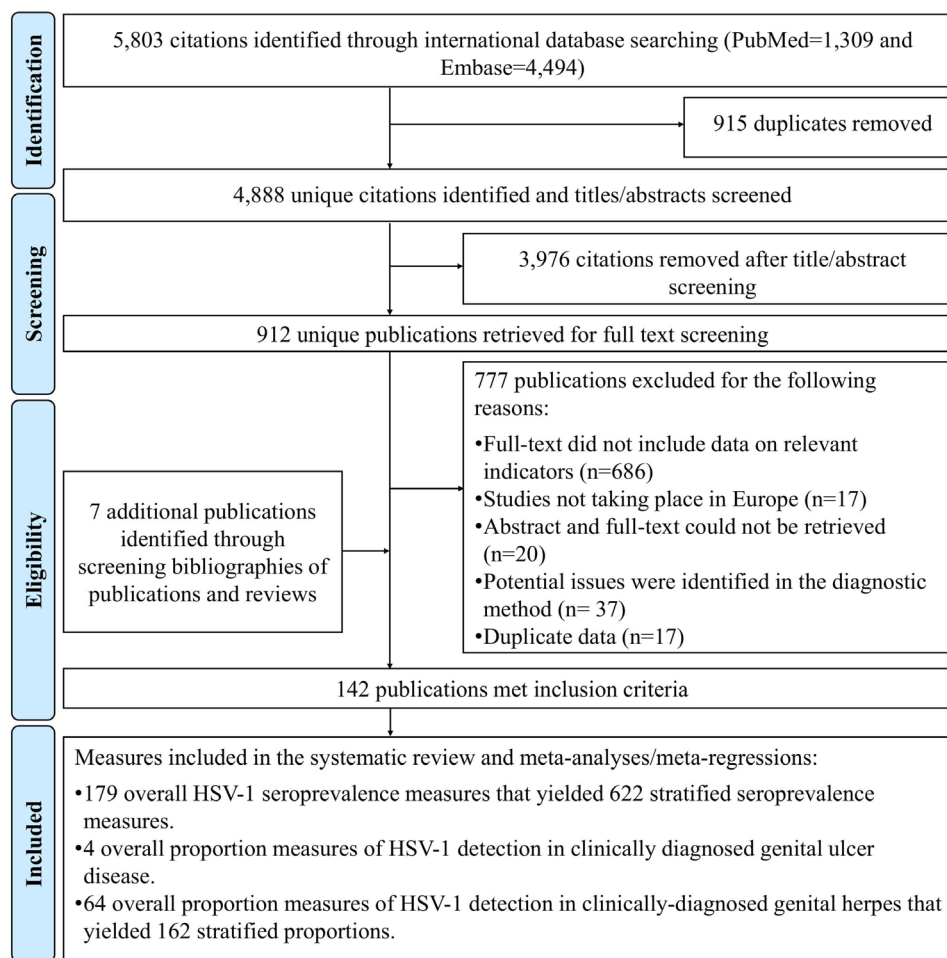 Identification
5,803 citations identified through international database searching (PubMed=1,309 and
Embase=4,494)
915 duplicates removed
4,888 unique citations identified and titles/abstracts screened
Screening
3,976 citations removed after title/abstract
screening
912 unique publications retrieved for full text screening
Eligibility
777 publications excluded for the following
reasons:
•Full-text did not include data on relevant
indicators (n=686)
•Studies not taking place in Europe (n=17)
•Abstract and full-text could not be retrieved
(n=20)
•Potential issues were identified in the diagnostic
method (n= 37)
•Duplicate data (n=17)
7 additional publications
identified through
screening bibliographies of
publications and reviews
142 publications met inclusion criteria
Included
Measures included in the systematic review and meta-analyses/meta-regressions:
•179 overall HSV-1 seroprevalence measures that yielded 622 stratified seroprevalence
measures.
•4 overall proportion measures of HSV-1 detection in clinically diagnosed genital ulcer
disease.
•64 overall proportion measures of HSV-1 detection in clinically-diagnosed genital herpes that
yielded 162 stratified proportions.